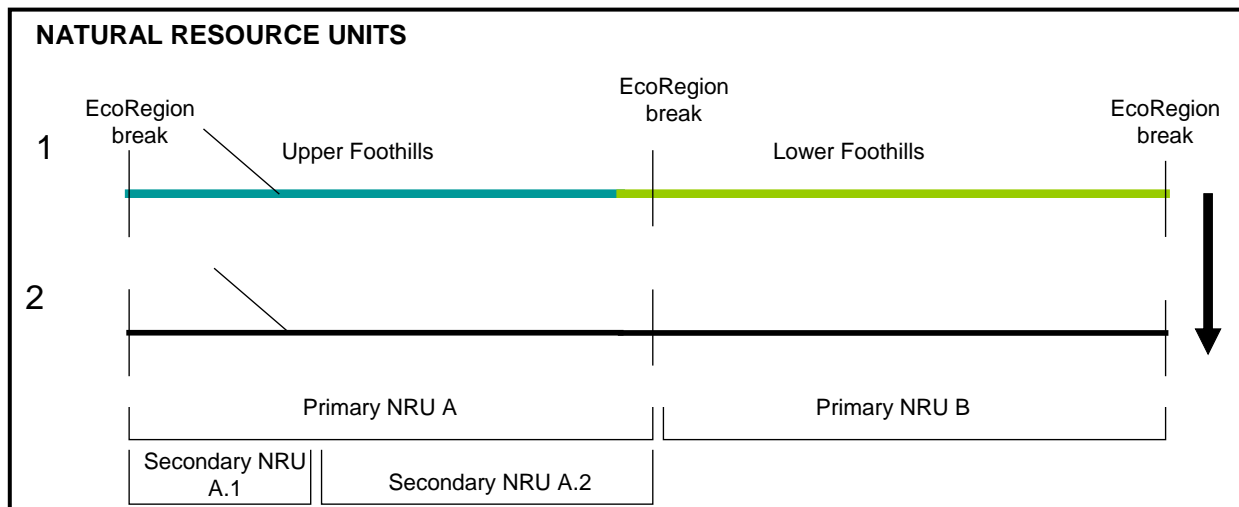 NATURAL RESOURCE UNITS
EcoRegion
break
EcoRegion
break
EcoRegion
break
1
Upper Foothills
Lower Foothills
2
Primary NRU A
Primary NRU B
Secondary NRU
A.1
Secondary NRU A.2